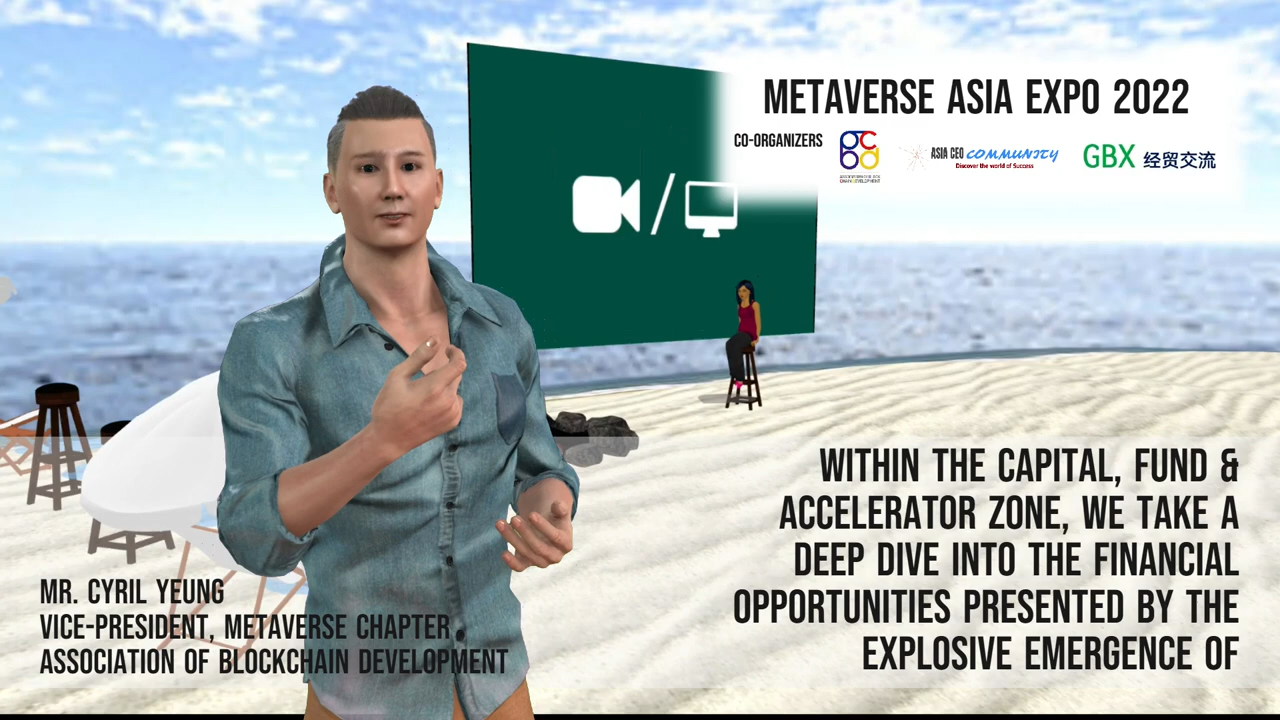 METAVERSE ASIA EXPO 2022
CO-ORGANIZERS
ASIA CEO COMMUNITY
Discover the world of Success
GBX 经贸交流
WITHIN THE CAPITAL, FUND &
ACCELERATOR ZONE, WE TAKE A
DEEP DIVE INTO THE FINANCIAL
OPPORTUNITIES PRESENTED BY THE
EXPLOSIVE EMERGENCE OF
MR. CYRIL YEUNG
VICE-PRESIDENT, METAVERSE CHAPTER
ASSOCIATION OF BLOCKCHAIN DEVELOPMENT